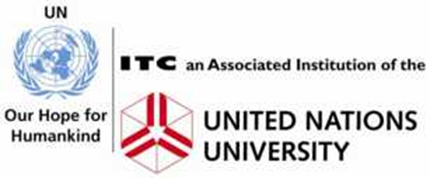 UN
Our Hope for
Humankind
ITC an Associated Institution of the
UNITED NATIONS
UNIVERSITY